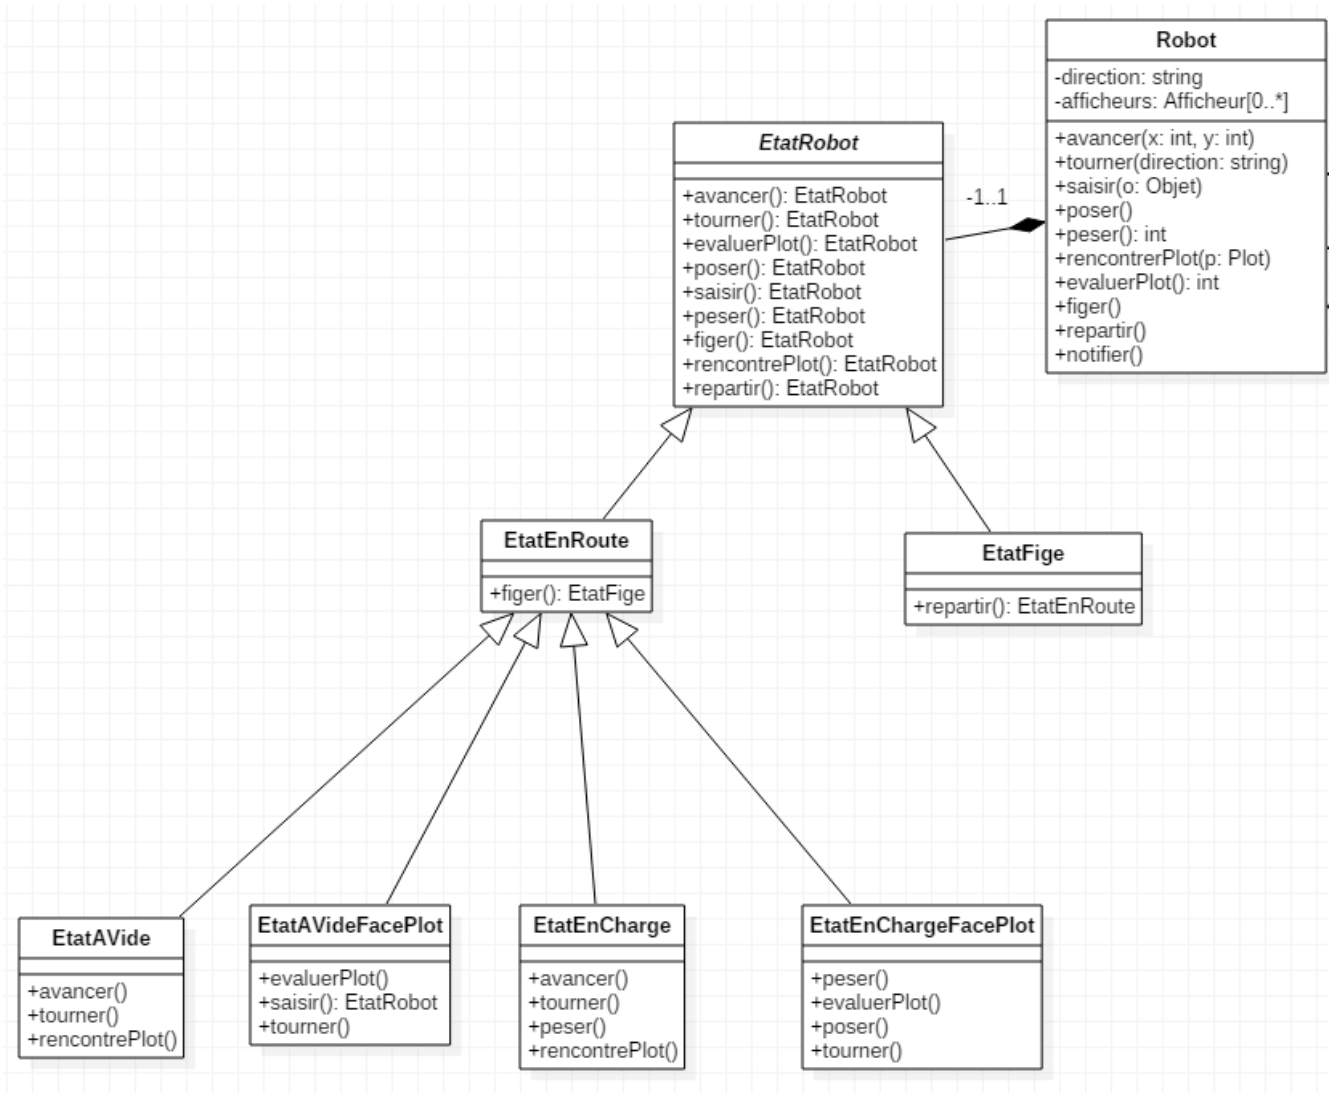 Robot
-direction: string
-afficheurs: Afficheur[0..*]
+avancer(x: int, y: int)
+tourner(direction: string)
+saisir(o: Objet)
+poser()
+peser(): int
+rencontrerPlot(p: Plot)
+evaluerPlot(): int
+figer()
+repartir()
+notifier()
-1..1
EtatRobot
+avancer(): EtatRobot
+tourner(): EtatRobot
+evaluerPlot(): EtatRobot
+poser(): EtatRobot
+saisir(): EtatRobot
+peser(): EtatRobot
+figer(): EtatRobot
+rencontrePlot(): EtatRobot
+repartir(): EtatRobot
EtatEnRoute
+figer(): EtatFige
EtatFige
+repartir(): EtatEnRoute
EtatAVide
+avancer()
+tourner()
+rencontrePlot()
EtatAVideFacePlot
+evaluerPlot()
+saisir(): EtatRobot
+tourner()
EtatEnCharge
+avancer()
+tourner()
+peser()
+rencontrePlot()
EtatEnChargeFacePlot
+peser()
+evaluerPlot()
+poser()
+tourner()